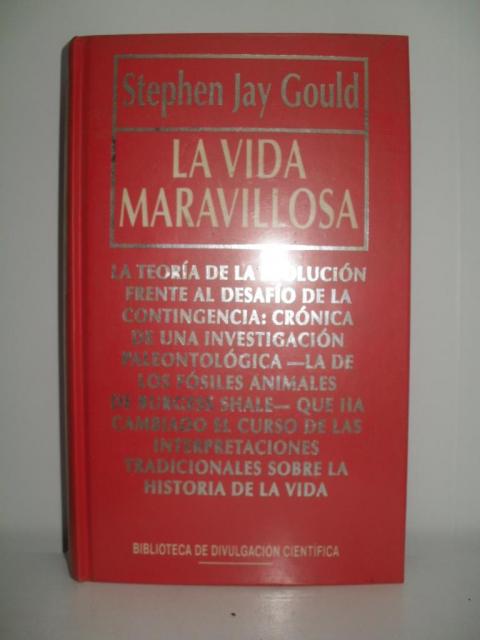 Stephen Jay Gould
LA VIDA
MARAVILLOSA
LA TEORÍA DE LA EVOLUCIÓN
FRENTE AL DESAFÍO DE LA
CONTINGENCIA: CRÓNICA
DE UNA INVESTIGACIÓN
PALEONTOLÓGICA —LA DE
LOS FÓSILES ANIMALES
DE BURGESS SHALE— QUE HA
CAMBIADO EL CURSO DE LAS
INTERPRETACIONES
TRADICIONALES SOBRE LA
HISTORIA DE LA VIDA
BIBLIOTECA DE DIVULGACIÓN CIENTÍFICA